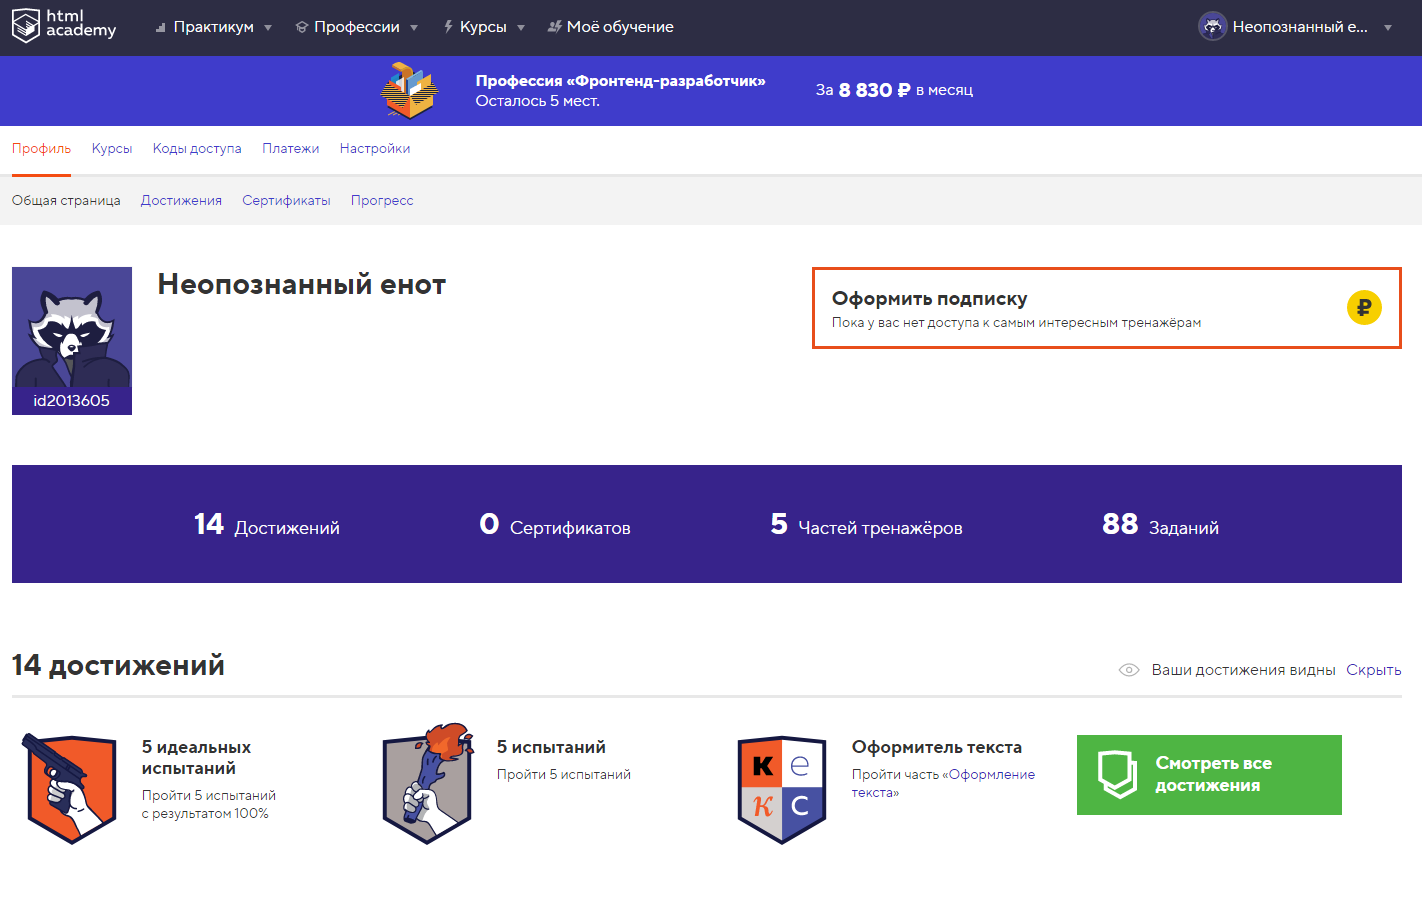 html
academy
Практикум
Профессии
Курсы
Моё обучение
Неопознанный е...
Профессия «Фронтенд-разработчик»
Осталось 5 мест.
За 8 830 ₽ в месяц
Профиль
Курсы
Коды доступа
Платежи
Настройки
Общая страница
Достижения
Сертификаты
Прогресс
id2013605
Неопознанный енот
Оформить подписку
Пока у вас нет доступа к самым интересным тренажёрам
₽
14 Достижений
0 Сертификатов
5 Частей тренажёров
88 Заданий
14 достижений
Ваши достижения видны
Скрыть
5 идеальных
испытаний
Пройти 5 испытаний
с результатом 100%
5 испытаний
Пройти 5 испытаний
к е
к с
Оформитель текста
Пройти часть «Оформление
текста»
Смотреть все
достижения